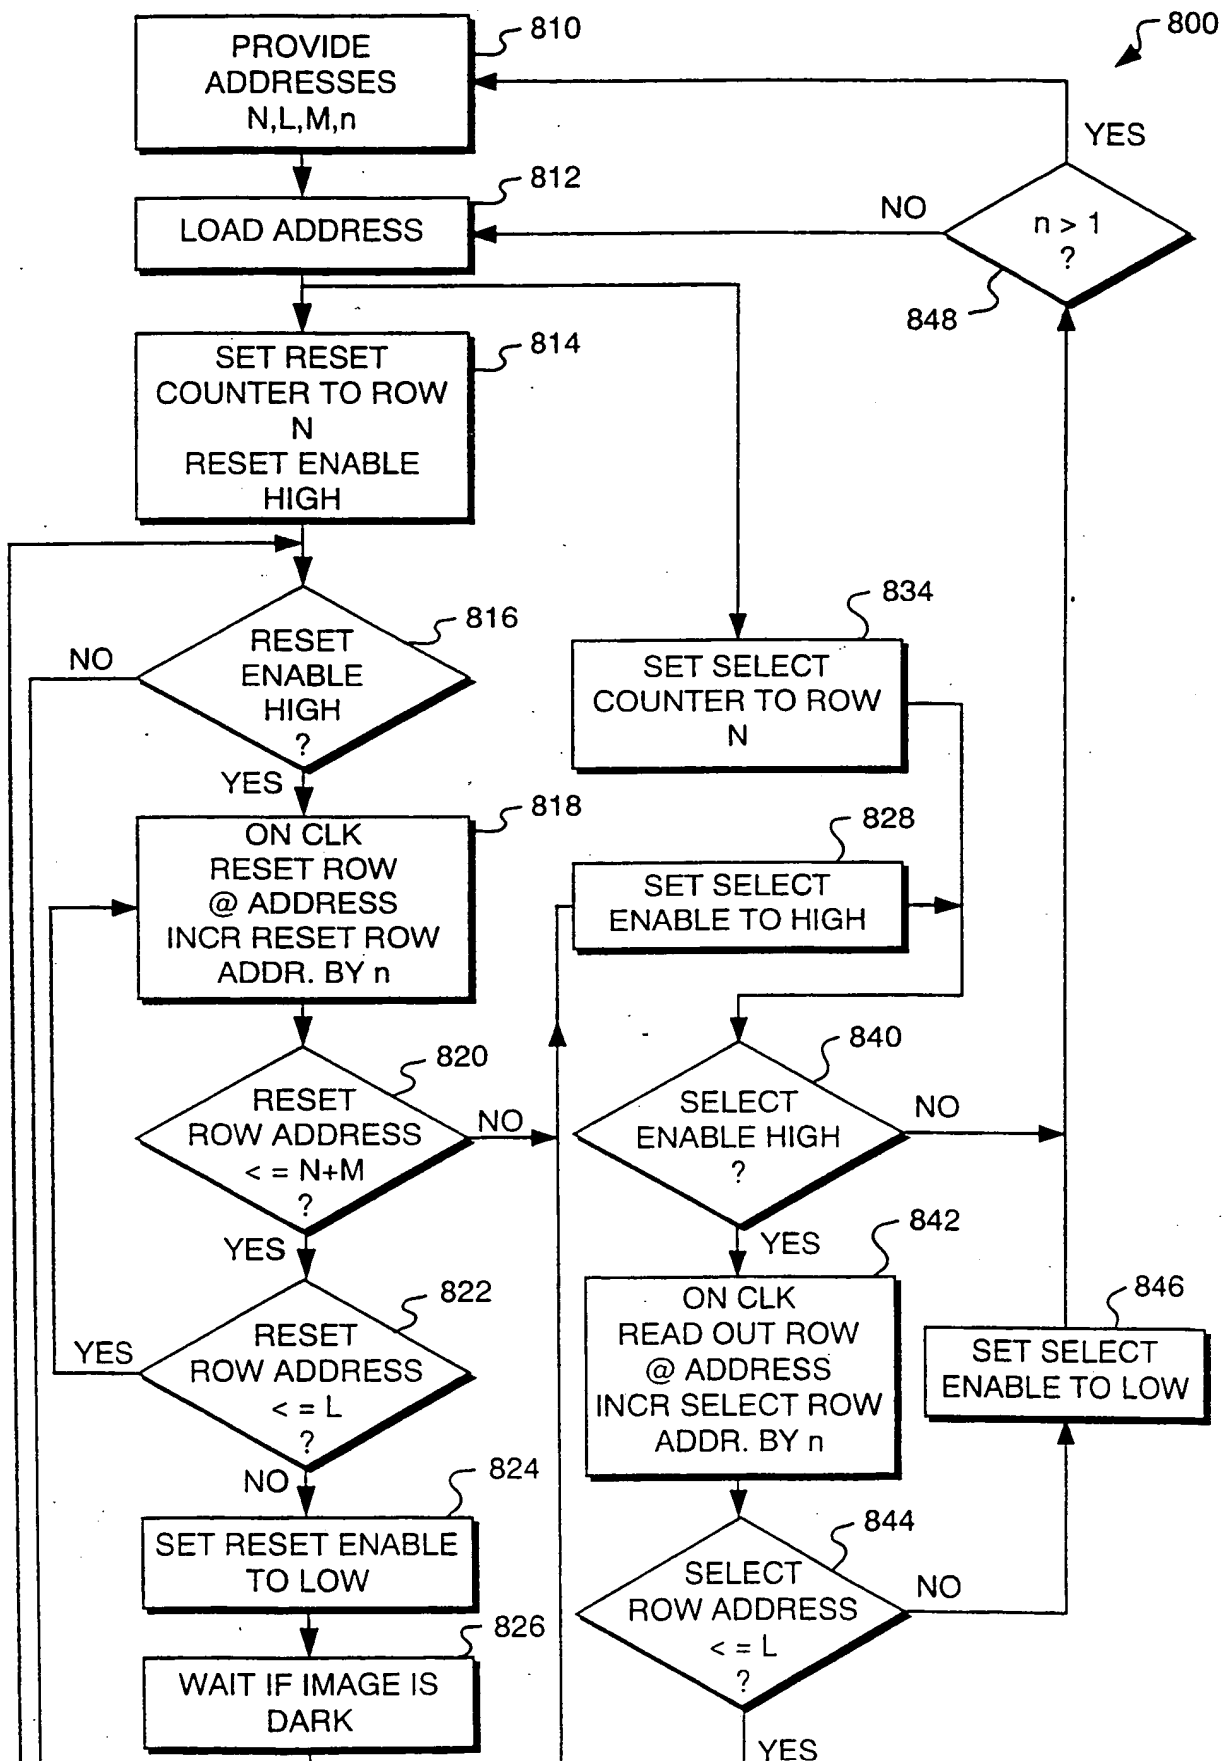 800
810
PROVIDE
ADDRESSES
N,L,M,n
YES
812
LOAD ADDRESS
NO
n > 1
?
848
814
SET RESET
COUNTER TO ROW
N
RESET ENABLE
HIGH
816
NO
RESET
ENABLE
HIGH
?
YES
834
SET SELECT
COUNTER TO ROW
N
818
ON CLK
RESET ROW
@ ADDRESS
INCR RESET ROW
ADDR. BY n
828
SET SELECT
ENABLE TO HIGH
820
RESET
ROW ADDRESS
< = N+M
?
NO
YES
840
SELECT
ENABLE HIGH
?
NO
YES
822
RESET
ROW ADDRESS
< = L
?
YES
NO
842
ON CLK
READ OUT ROW
@ ADDRESS
INCR SELECT ROW
ADDR. BY n
846
SET SELECT
ENABLE TO LOW
824
SET RESET ENABLE
TO LOW
844
SELECT
ROW ADDRESS
< = L
?
NO
YES
826
WAIT IF IMAGE IS
DARK